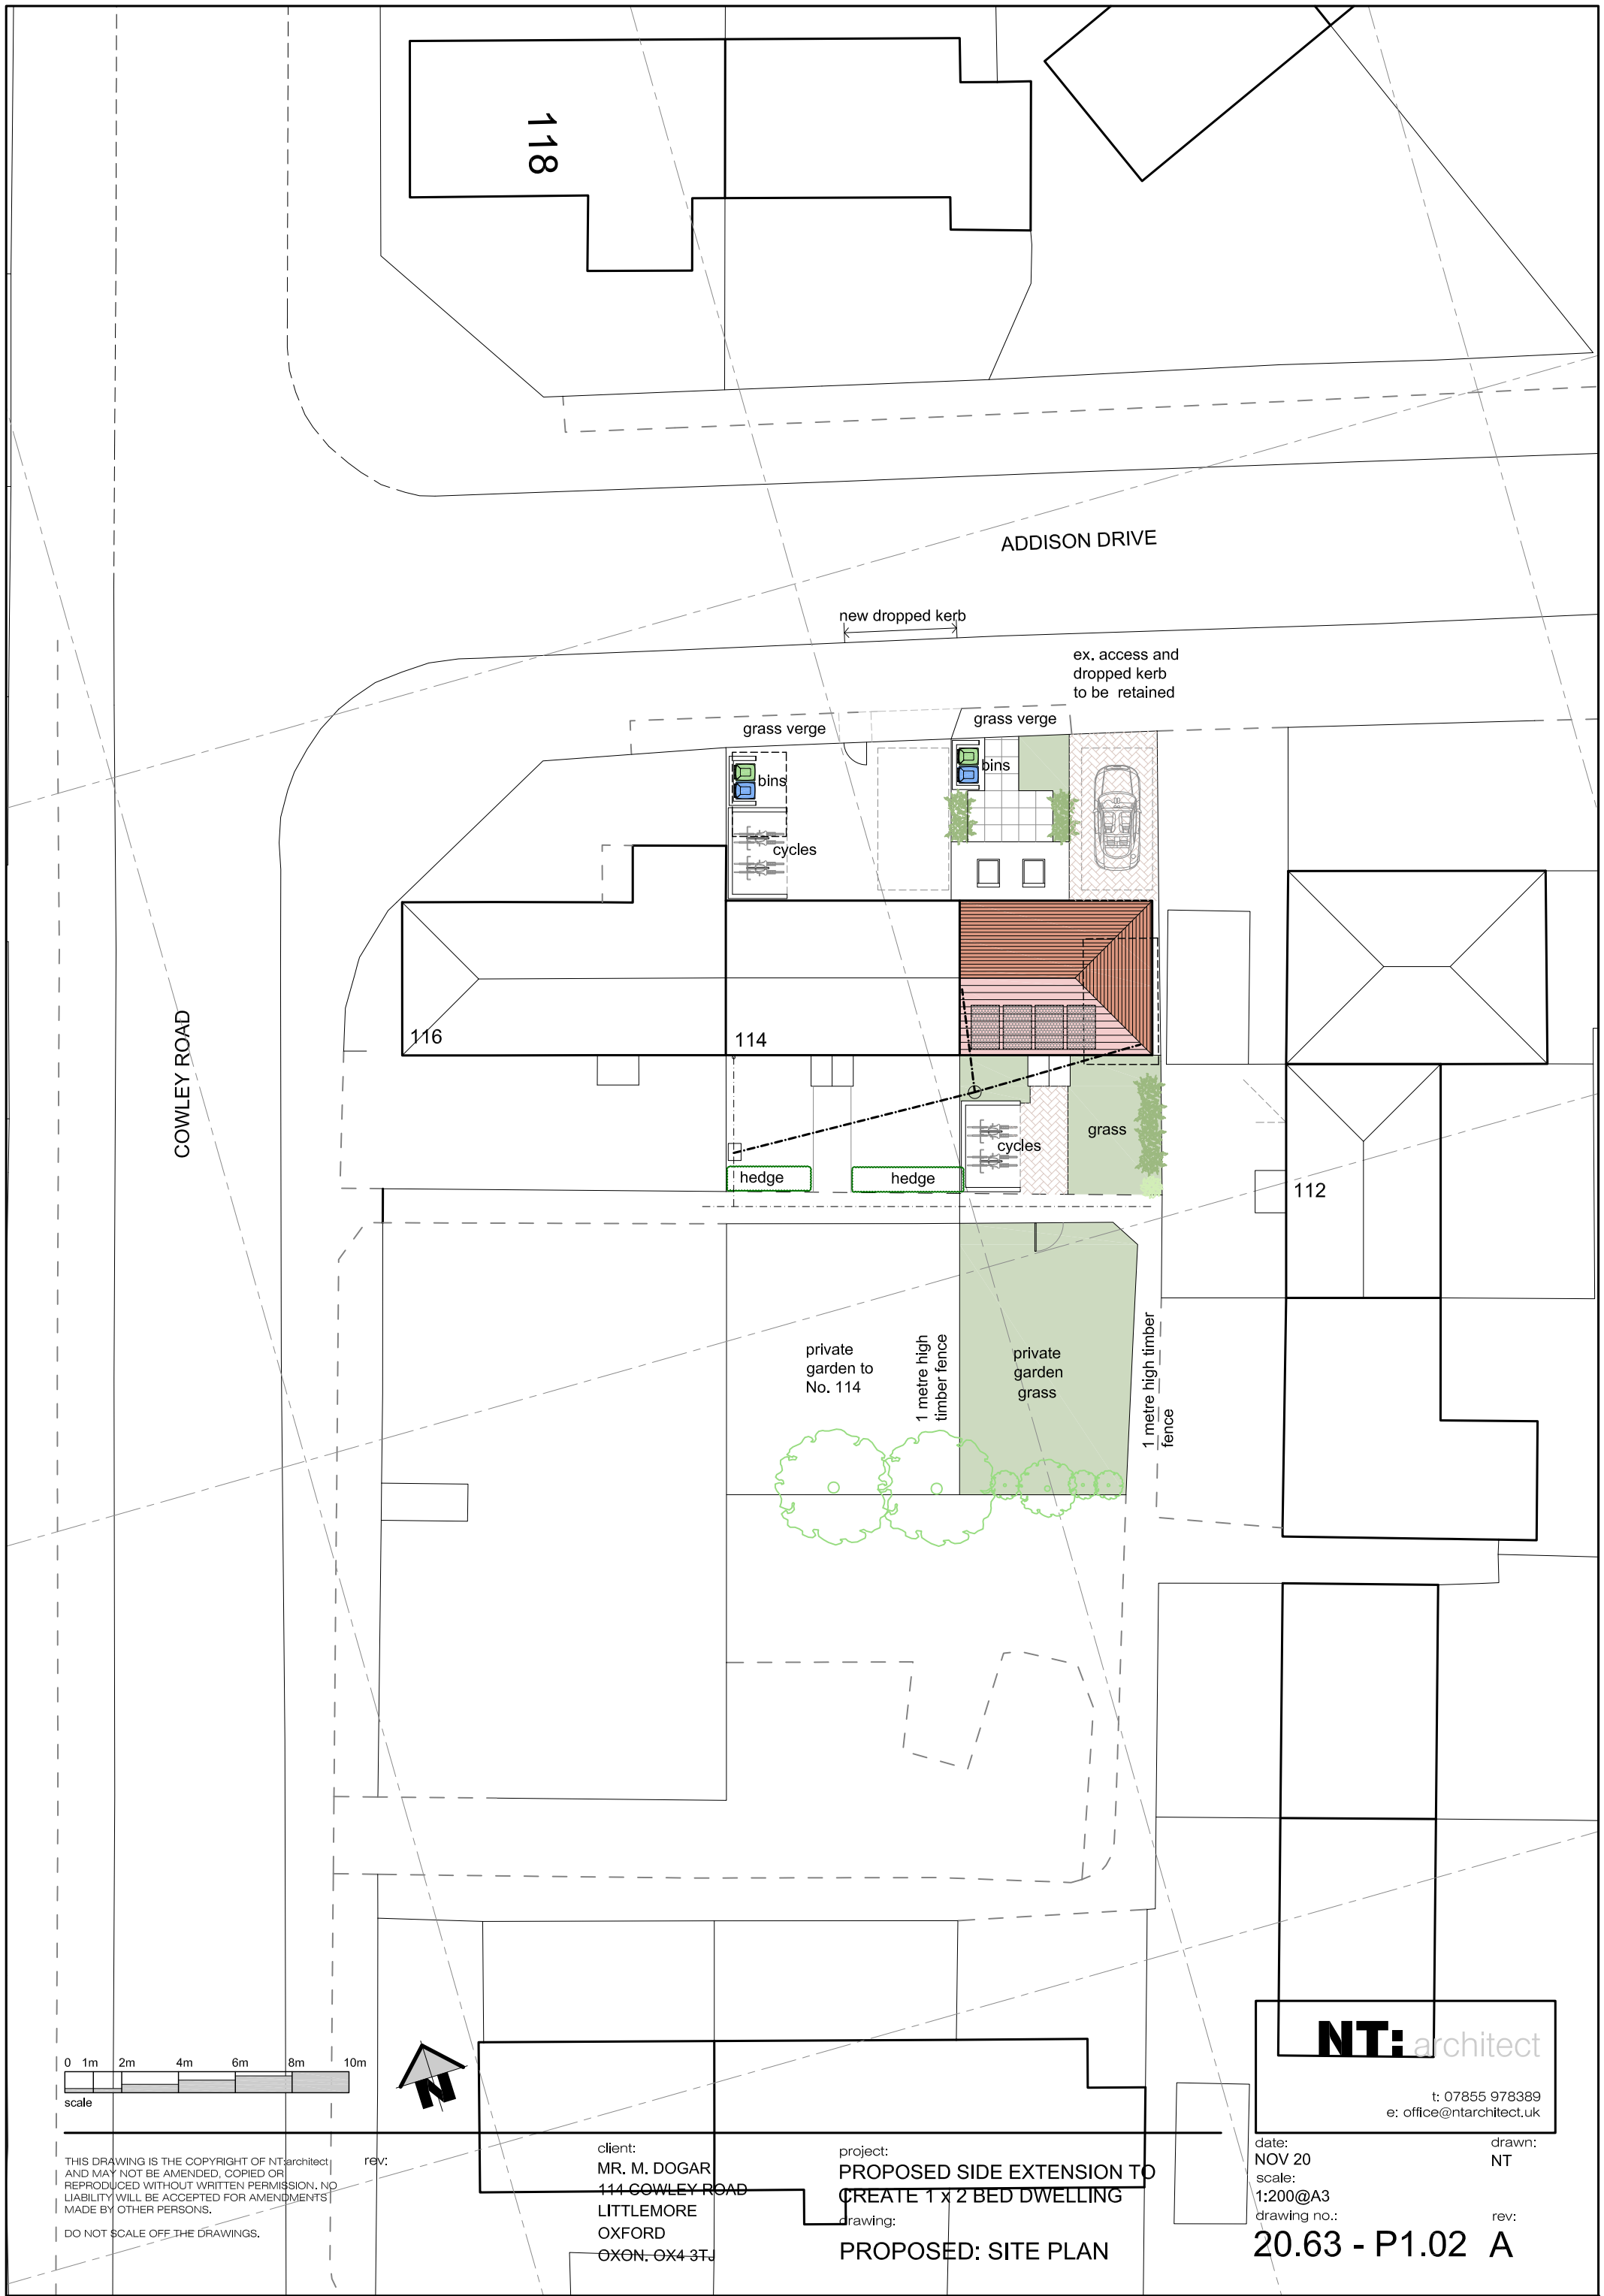 118
ADDISON DRIVE
new dropped kerb
ex. access and
dropped kerb
to be retained
grass verge
grass verge
bins
bins
cycles
COWLEY ROAD
116
114
cycles
grass
hedge
hedge
112
private
garden to
No. 114
1 metre high
timber fence
private
garden
grass
1 metre high timber
fence
0 1m 2m 4m 6m 8m 10m
scale
N
NT: architect
t: 07855 978389
e: office@ntarchitect.uk
THIS DRAWING IS THE COPYRIGHT OF NT:architect
AND MAY NOT BE AMENDED, COPIED OR
REPRODUCED WITHOUT WRITTEN PERMISSION. NO
LIABILITY WILL BE ACCEPTED FOR AMENDMENTS
MADE BY OTHER PERSONS.
DO NOT SCALE OFF THE DRAWINGS.
rev:
client:
MR. M. DOGAR
114 COWLEY ROAD
LITTLEMORE
OXFORD
OXON. OX4 3TJ
project:
PROPOSED SIDE EXTENSION TO
CREATE 1 x 2 BED DWELLING
drawing:
PROPOSED: SITE PLAN
date:
NOV 20
drawn:
NT
scale:
1:200@A3
drawing no.:
20.63 - P1.02
rev:
A